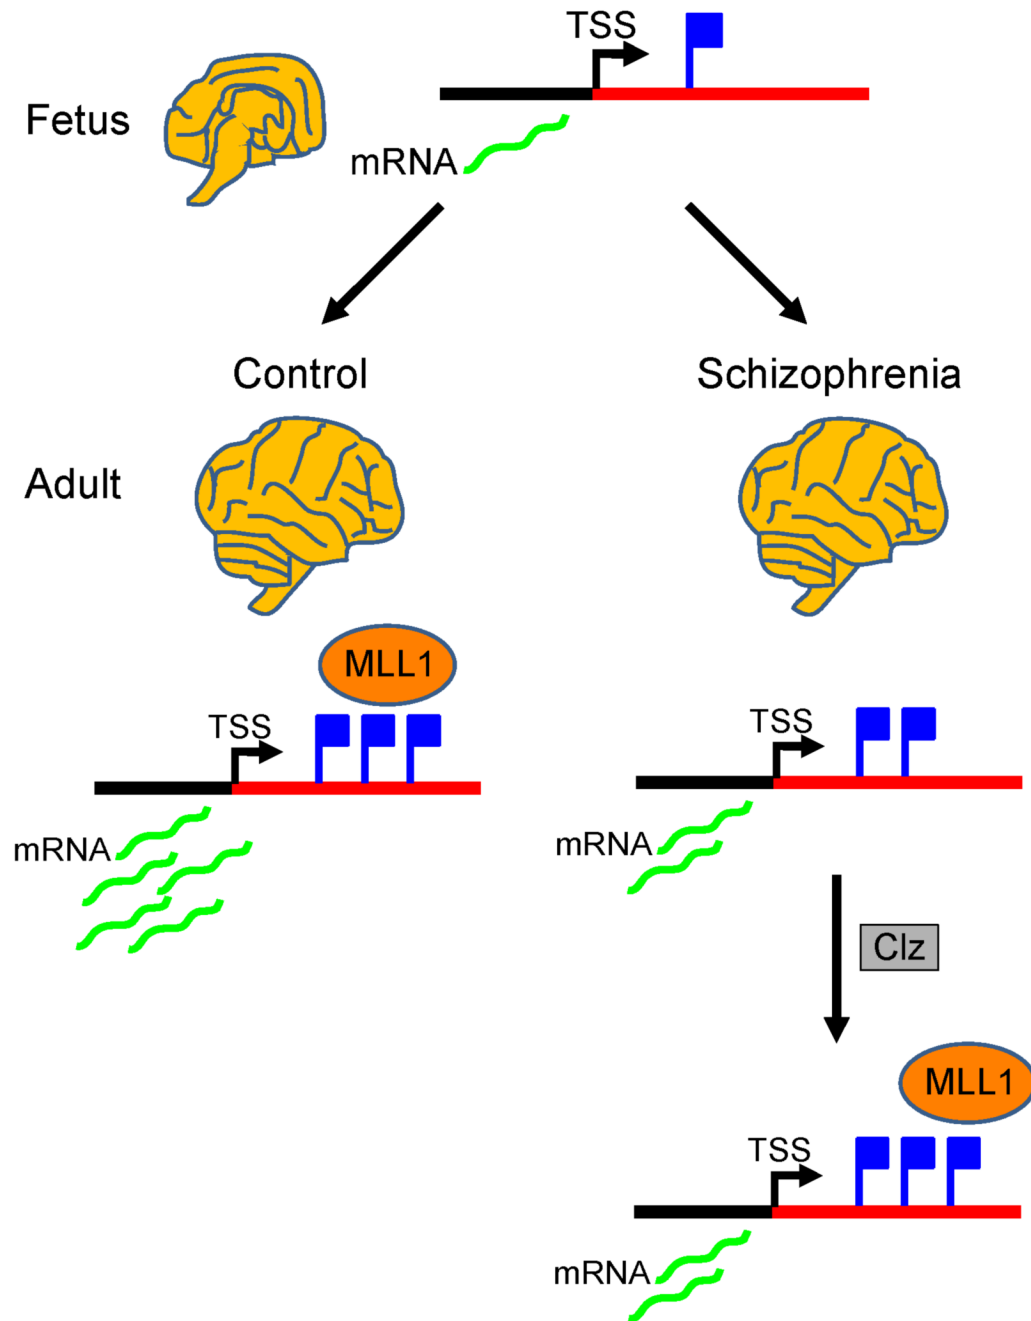 TSS
Fetus
mRNA
Control
Schizophrenia
Adult
MLL1
TSS
TSS
mRNA
mRNA
Clz
MLL1
TSS
mRNA